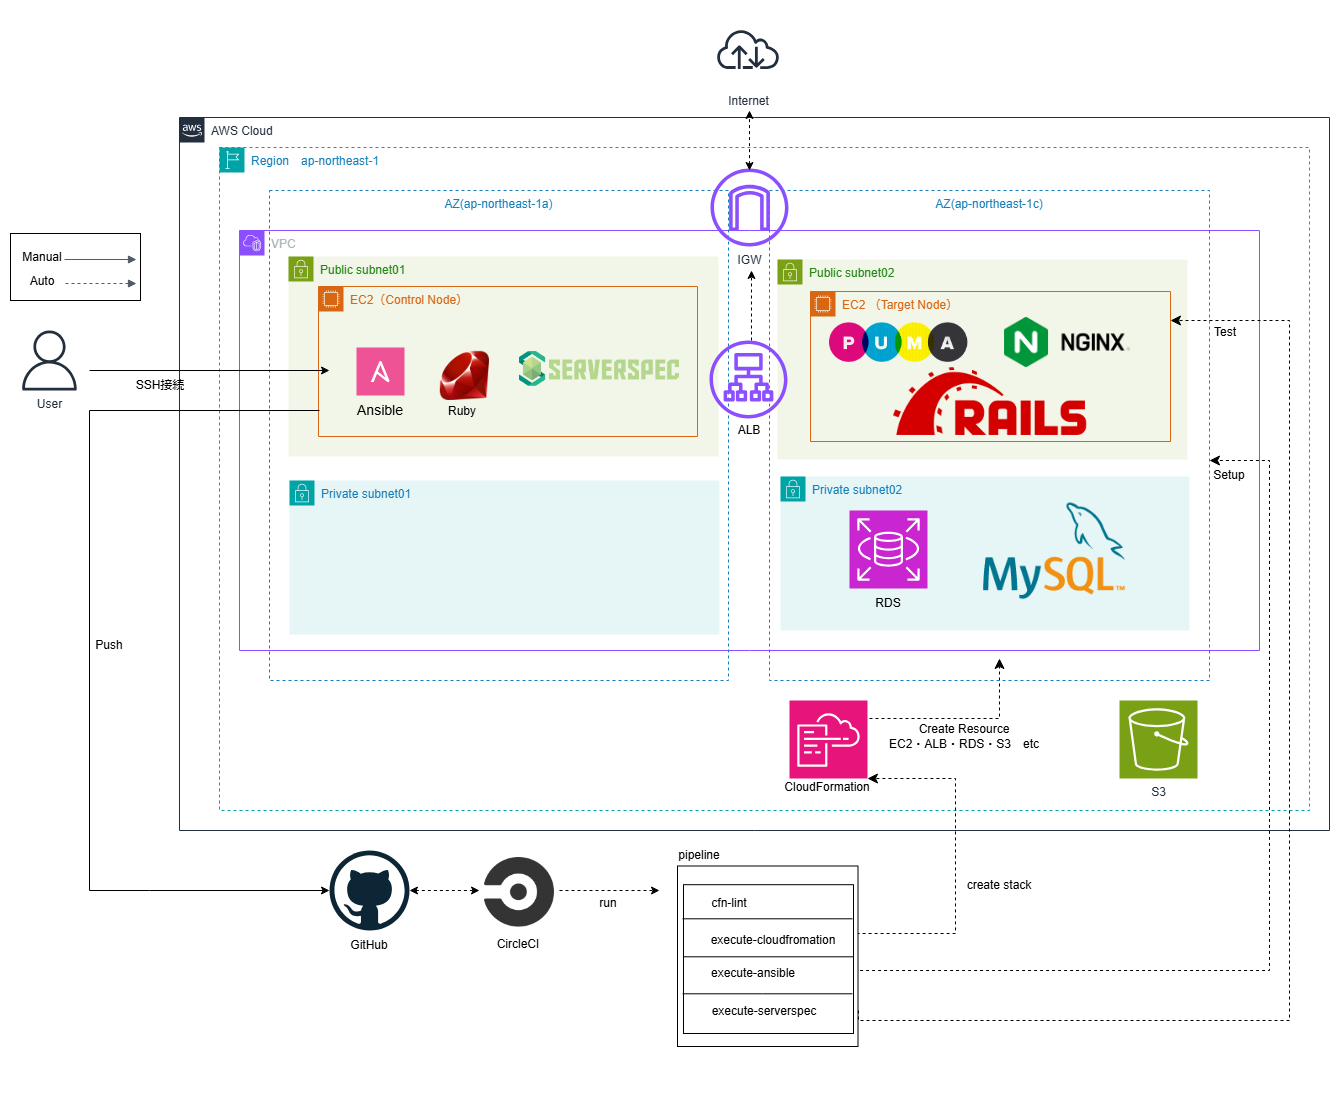 Internet
aws
AWS Cloud
Region ap-northeast-1
AZ(ap-northeast-1a)
AZ(ap-northeast-1c)
VPC
IGW
Manual
Auto
Public subnet01
EC2（Control Node）
Ansible
Ruby
SERVERSPEC
User
SSH接続
ALB
Public subnet02
EC2 （Target Node）
PUMA
NGINX
RAILS
Test
Setup
Private subnet01
Private subnet02
RDS
MySQL™
Push
CloudFormation
Create Resource
EC2・ALB・RDS・S3 etc
S3
GitHub
CircleCI
run
pipeline
cfn-lint
execute-cloudfromation
execute-ansible
execute-serverspec
create stack